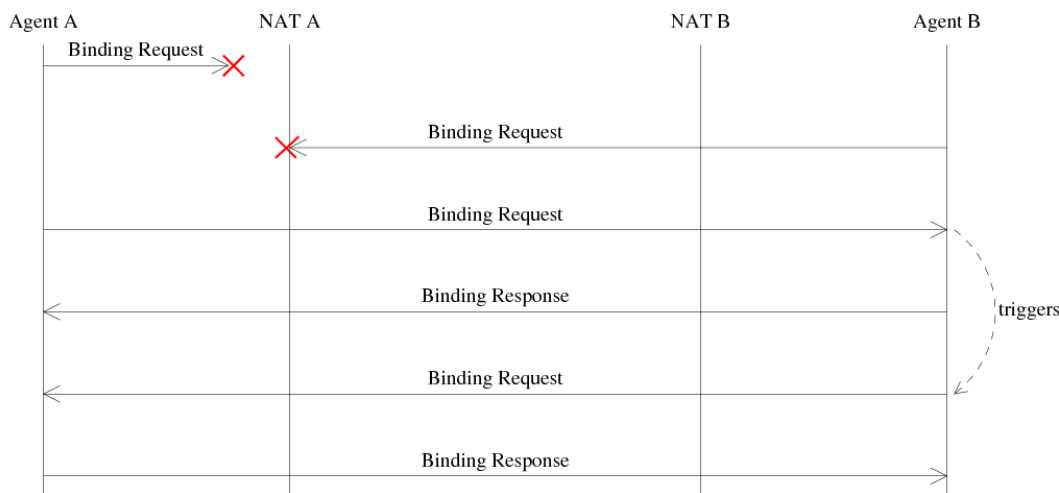 Agent A
NAT A
NAT B
Agent B
Binding Request
Binding Request
Binding Request
Binding Response
triggers
Binding Request
Binding Response